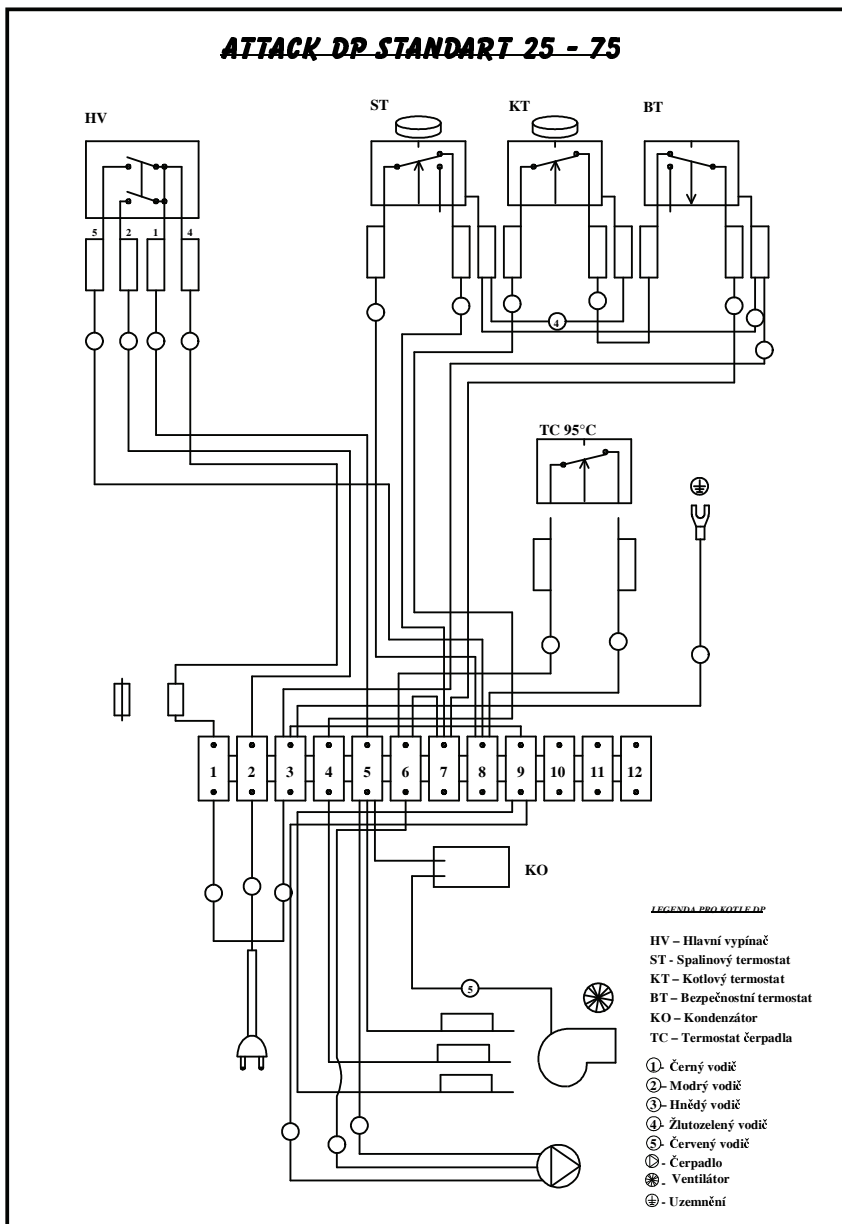 ATTACK DP STANDART 25 - 75
HV
ST
KT
BT
5 2 1 4
4
TC 95°C
1 2 3 4 5 6 7 8 9 10 11 12
KO
5
LEGENDA PRO KOTLE DP
HV – Hlavní vypínač
ST - Spalinový termostat
KT – Kotlový termostat
BT – Bezpečnostní termostat
KO – Kondenzátor
TC – Termostat čerpadla
1 - Černý vodič
2 – Modrý vodič
3 – Hnědý vodič
4 - Žlutozelený vodič
5 - Červený vodič
- Čerpadlo
- Ventilátor
- Uzemnění